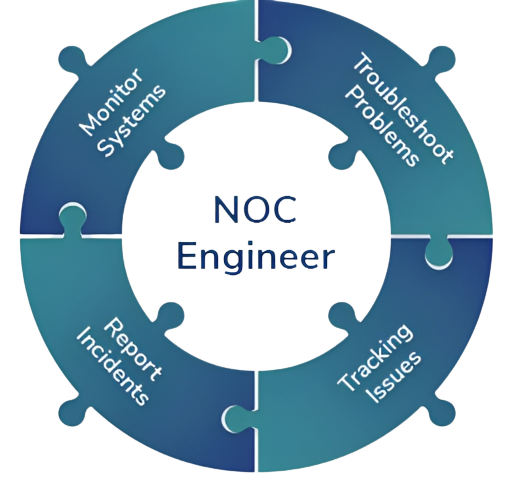 Monitor
Systems
Troubleshoot
Problems
NOC
Engineer
Report
Incidents
Tracking
Issues